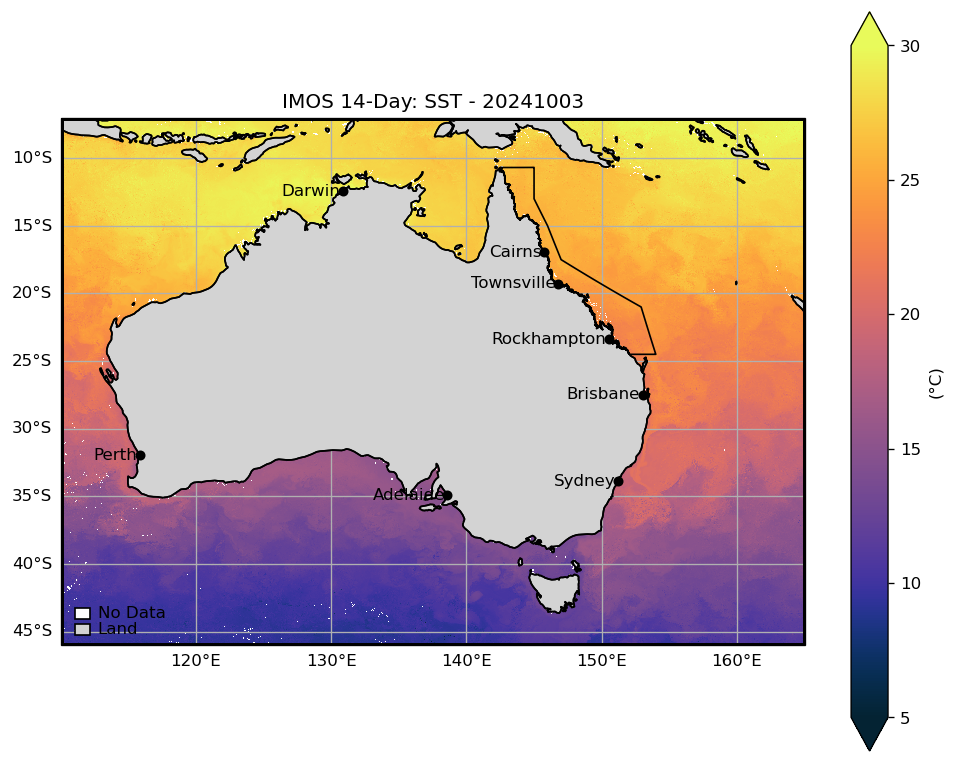 IMOS 14-Day: SST - 20241003
30
10°S
25
Darwin
15°S
Cairns
Townsville
20°S
20
Rockhampton
25°S
(°C)
Brisbane
30°S
15
Perth
Sydney
Adelaide
35°S
40°S
10
No Data
Land
45°S
120°E 130°E 140°E 150°E 160°E
5